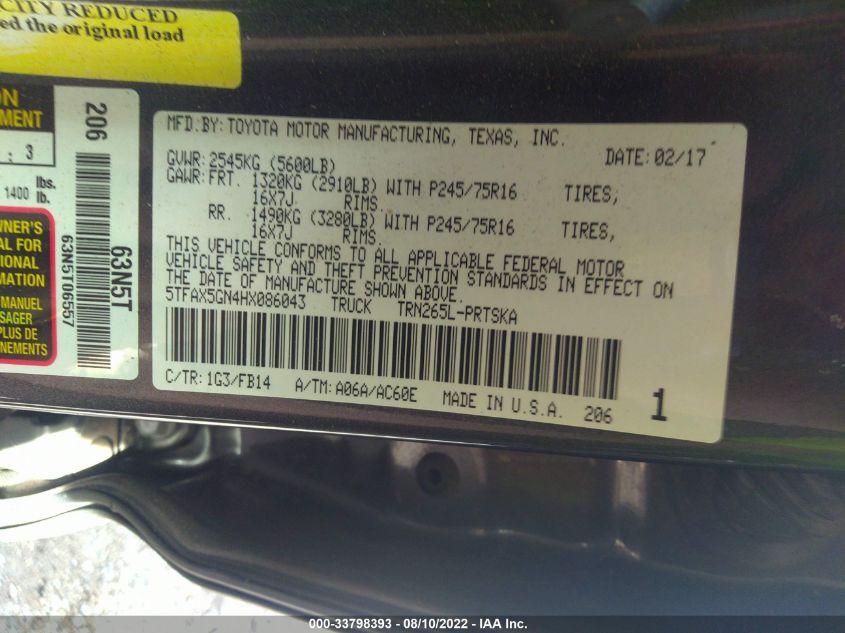 CITY REDUCED
ed the original load
ON
MENT
: 3
lbs.
1400 lb.
WNER'S
AL FOR
IONAL
MATION
MANUEL
SAGER
PLUS DE
NEMENTS
206
63N5T
63N5T06557
MFD.BY: TOYOTA MOTOR MANUFACTURING, TEXAS, INC.
DATE: 02/17
GVWR: 2545KG (5600LB)
GAWR: FRT. 1320KG (2910LB) WITH P245/75R16 TIRES,
16X7J RIMS.
RR. 1490KG (3280LB) WITH P245/75R16 TIRES,
16X7J RIMS.
THIS VEHICLE CONFORMS TO ALL APPLICABLE FEDERAL MOTOR
VEHICLE SAFETY AND THEFT PREVENTION STANDARDS IN EFFECT ON
THE DATE OF MANUFACTURE SHOWN ABOVE.
5TFAX5GN4HX086043 TRUCK TRN265L-PRTSKA
C/TR: 1G3/FB14 A/TM: A06A/AC60E MADE IN U.S.A. 206 1
000-33798393 - 08/10/2022 - IAA Inc.